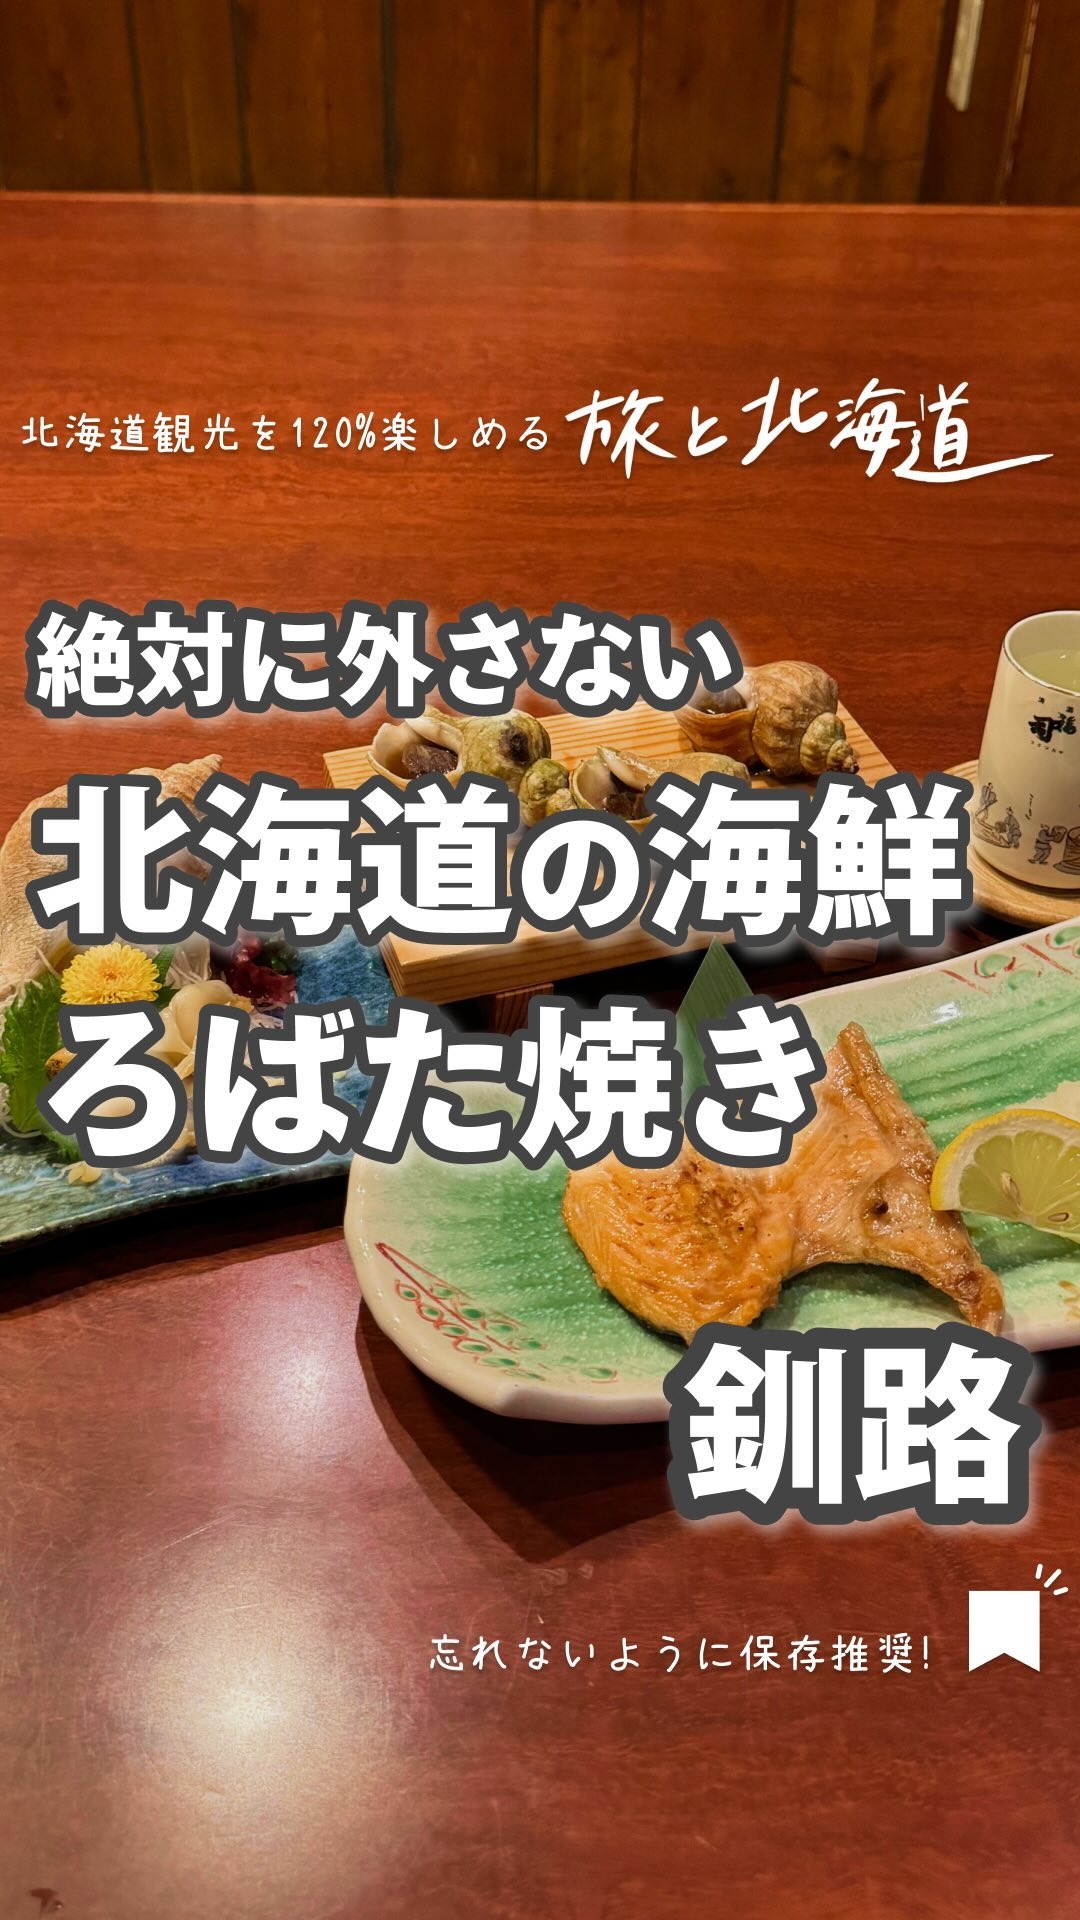 北海道観光を120%楽しめる 旅と北海道
絶対に外さない
北海道の海鮮
福司
ろばた焼き
釧路
忘れないように保存推奨!